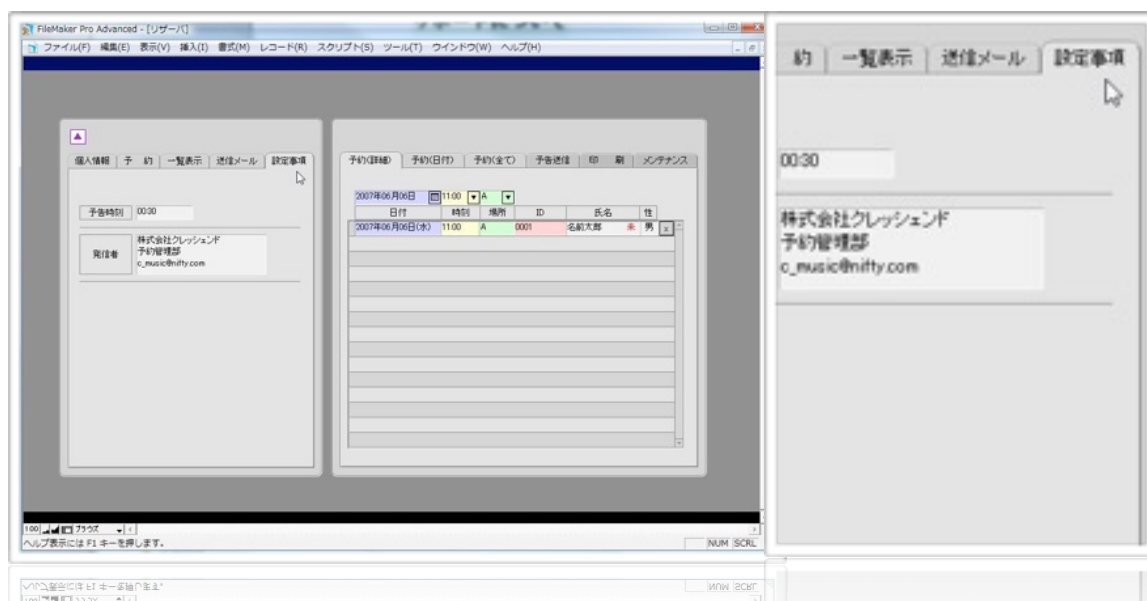 FileMaker Pro Advanced - [リザーバ]
ファイル(F) 編集(E) 表示(V) 挿入(I) 書式(M) レコード(R) スクリプト(S) ツール(T) ウインドウ(W) ヘルプ(H)
個人情報 予 約 一覧表示 送信メール 設定事項
予告時刻 00:30
発信者
株式会社クレッシェンド
予約管理部
c_music@nifty.com
予約(詳細) 予約(日付) 予約(全て) 予告送信 印 刷 メンテナンス
2007年06月06日 11:00 A
日付 時刻 場所 ID 氏名 性
2007年06月06日(水) 11:00 A 0001 名前太郎 未 男 x
100 ブラウズ
ヘルプ表示には F1 キーを押します。
NUM SCRL
約 一覧表示 送信メール 設定事項
00:30
株式会社クレッシェンド
予約管理部
c_music@nifty.com